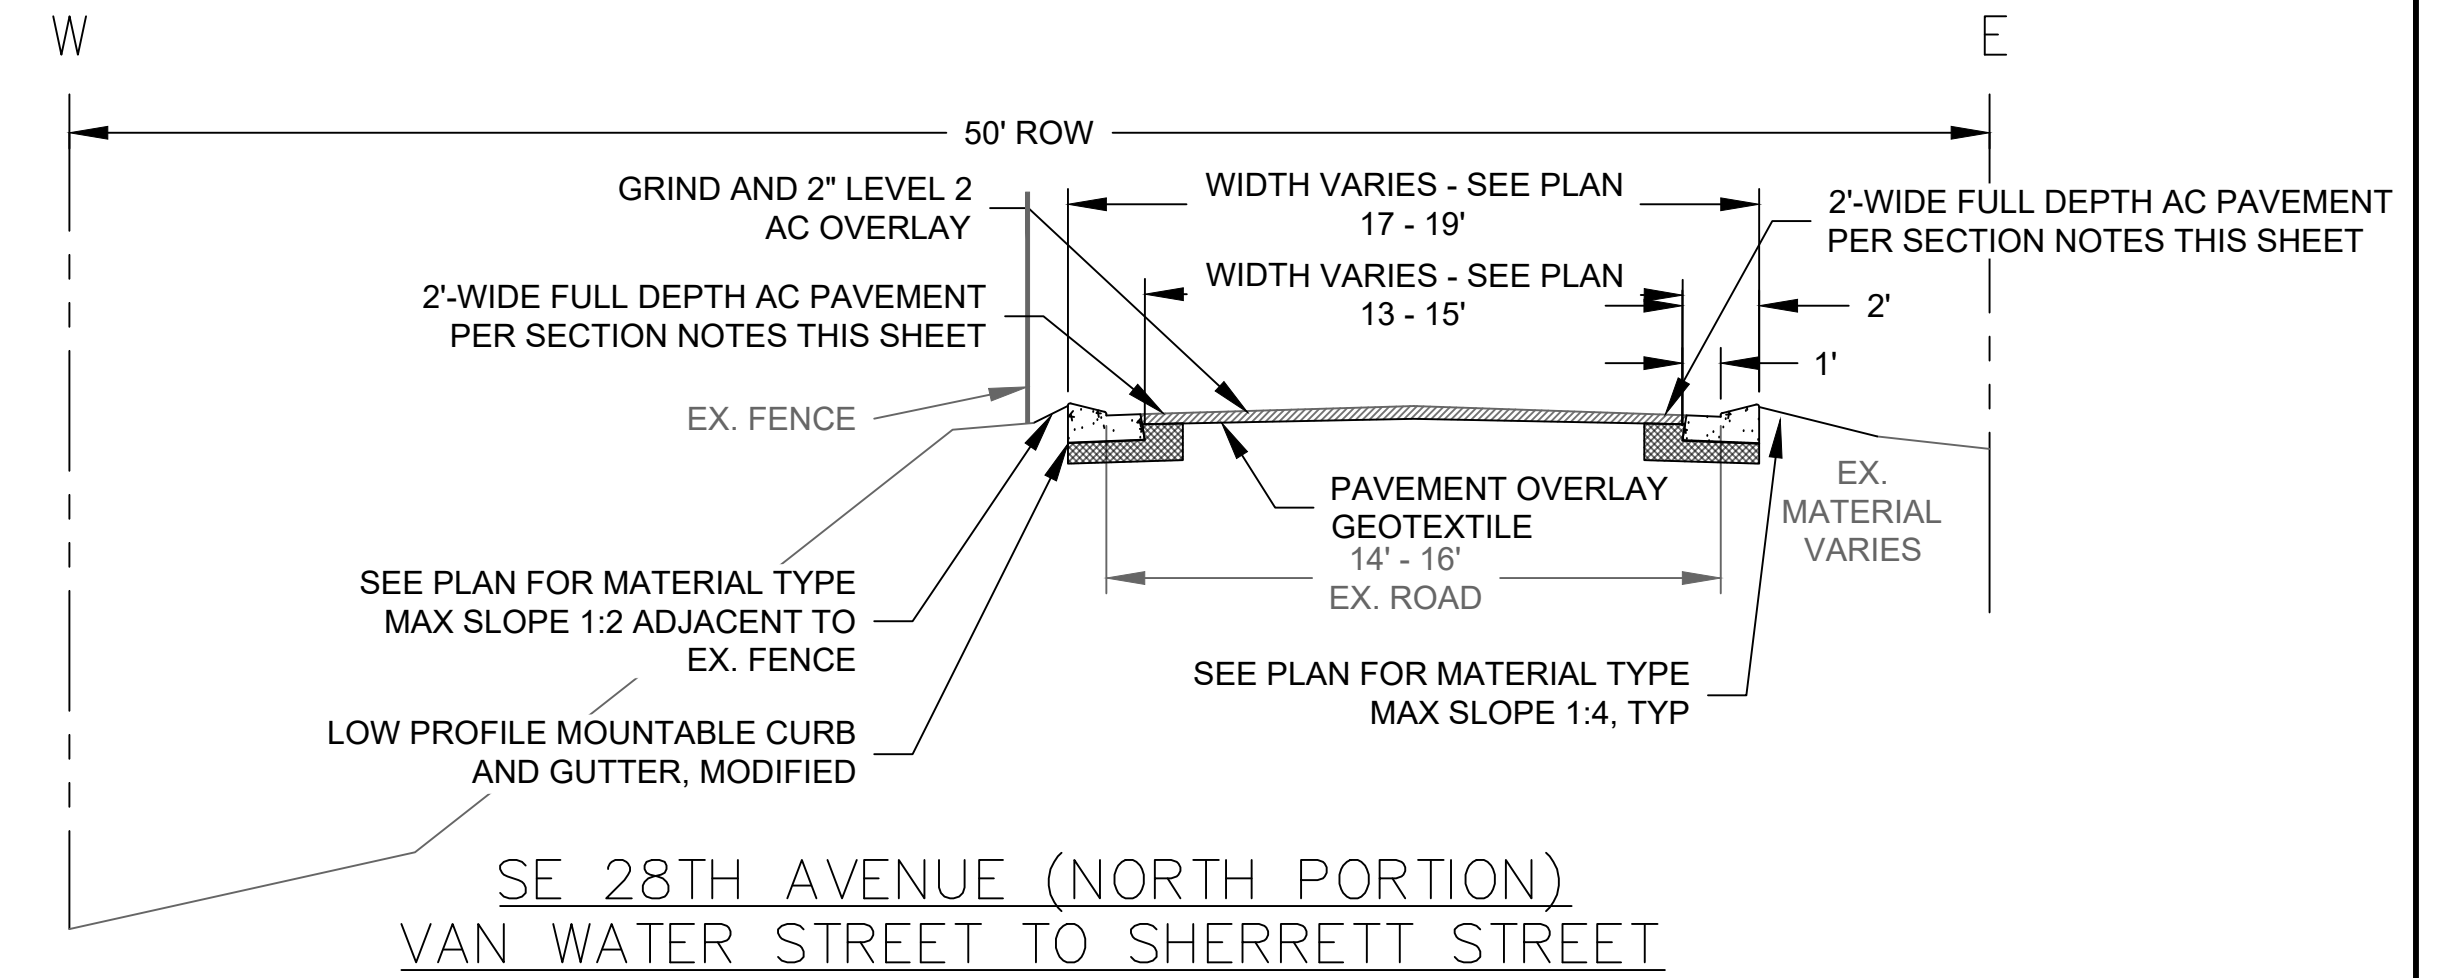 W
E
50' ROW
GRIND AND 2" LEVEL 2
AC OVERLAY
WIDTH VARIES - SEE PLAN
17 - 19'
2'-WIDE FULL DEPTH AC PAVEMENT
PER SECTION NOTES THIS SHEET
WIDTH VARIES - SEE PLAN
13 - 15'
2'-WIDE FULL DEPTH AC PAVEMENT
PER SECTION NOTES THIS SHEET
2'
1'
EX. FENCE
PAVEMENT OVERLAY
GEOTEXTILE
14' - 16'
EX. ROAD
EX.
MATERIAL
VARIES
SEE PLAN FOR MATERIAL TYPE
MAX SLOPE 1:2 ADJACENT TO
EX. FENCE
SEE PLAN FOR MATERIAL TYPE
MAX SLOPE 1:4, TYP
LOW PROFILE MOUNTABLE CURB
AND GUTTER, MODIFIED
SE 28TH AVENUE (NORTH PORTION)
VAN WATER STREET TO SHERRETT STREET